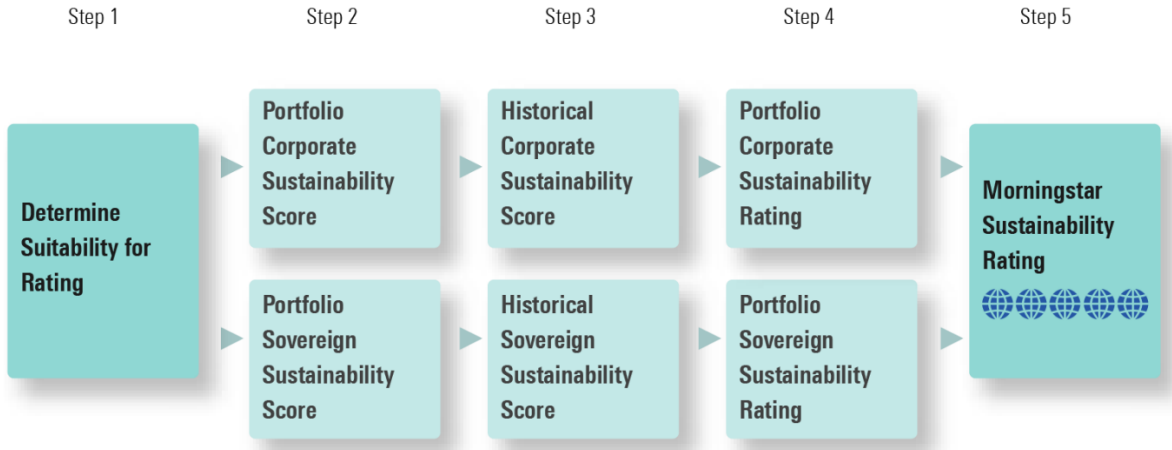 Step 1
Step 2
Step 3
Step 4
Step 5
Determine
Suitability for
Rating
Portfolio
Corporate
Sustainability
Score
Historical
Corporate
Sustainability
Score
Portfolio
Corporate
Sustainability
Rating
Portfolio
Sovereign
Sustainability
Score
Historical
Sovereign
Sustainability
Score
Portfolio
Sovereign
Sustainability
Rating
Morningstar
Sustainability
Rating